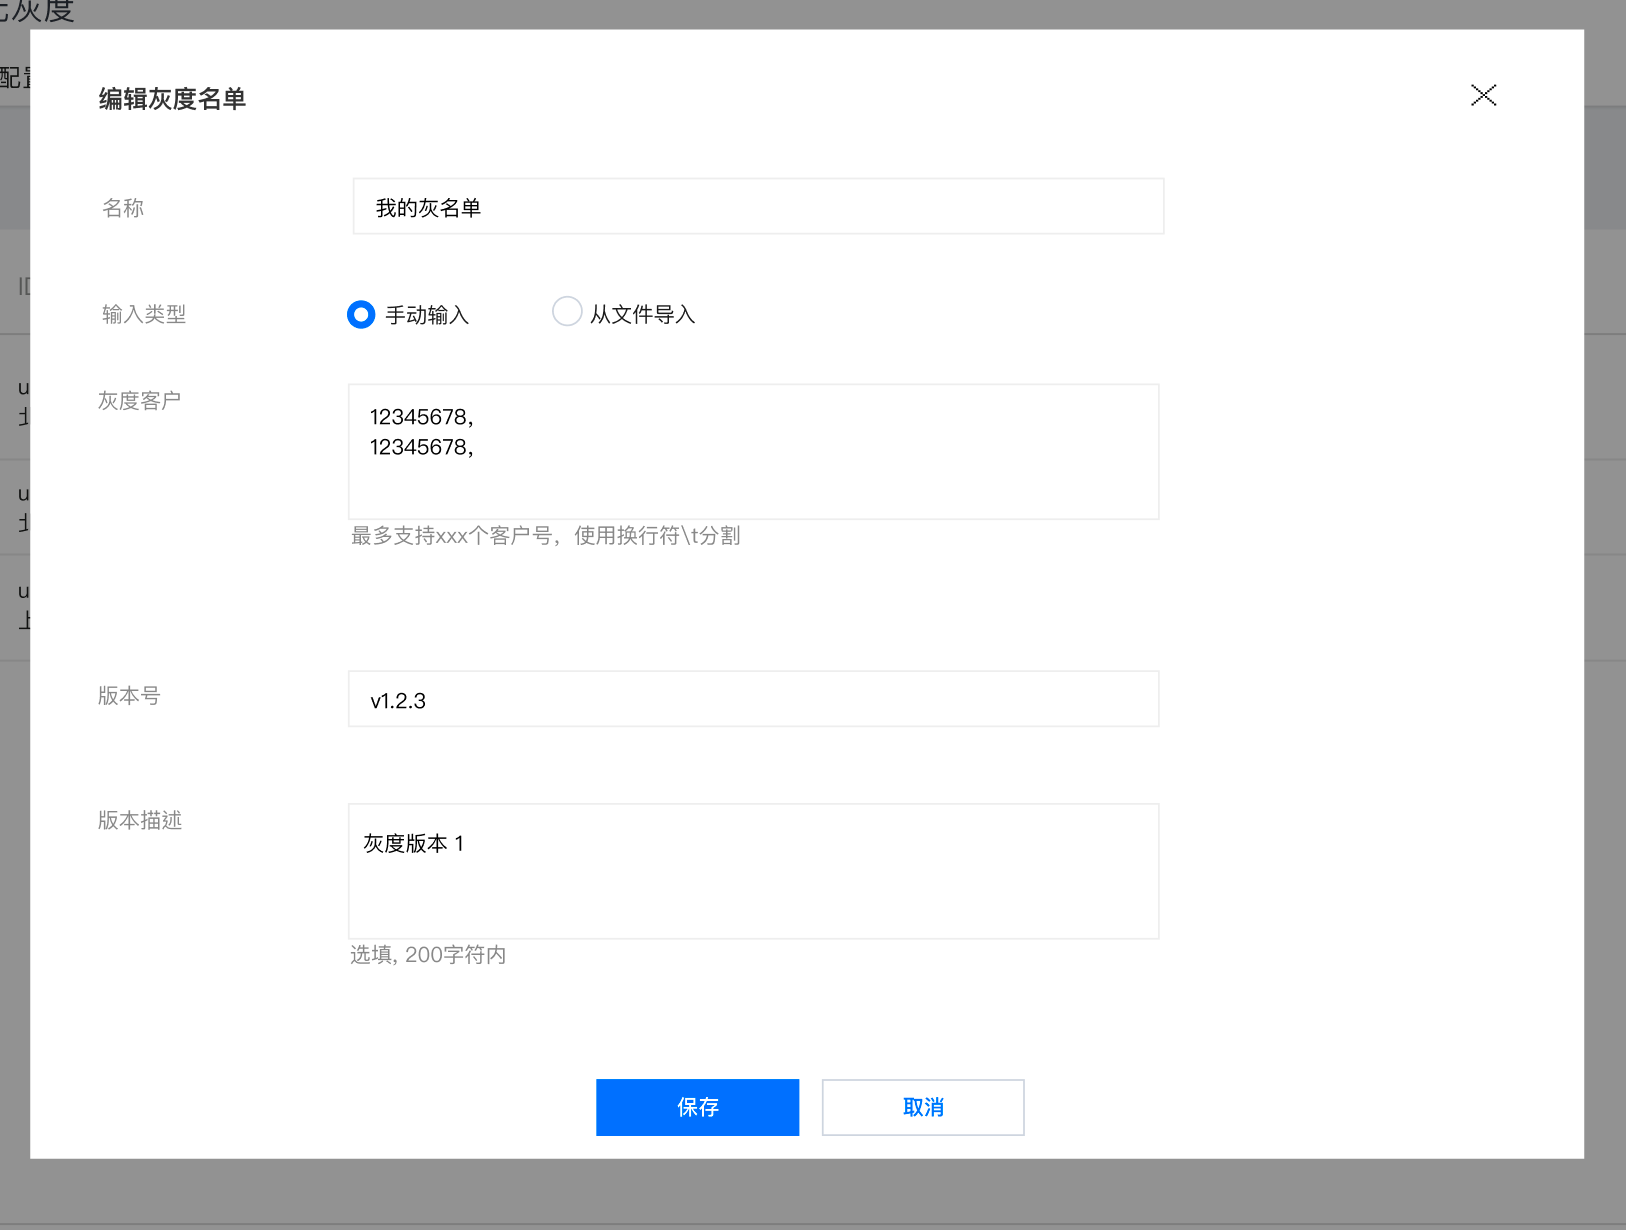 灰度
编辑灰度名单
名称
我的灰名单
输入类型
手动输入
从文件导入
灰度客户
12345678,
12345678,
最多支持xxx个客户号，使用换行符\t分割
版本号
v1.2.3
版本描述
灰度版本 1
选填, 200字符内
保存
取消